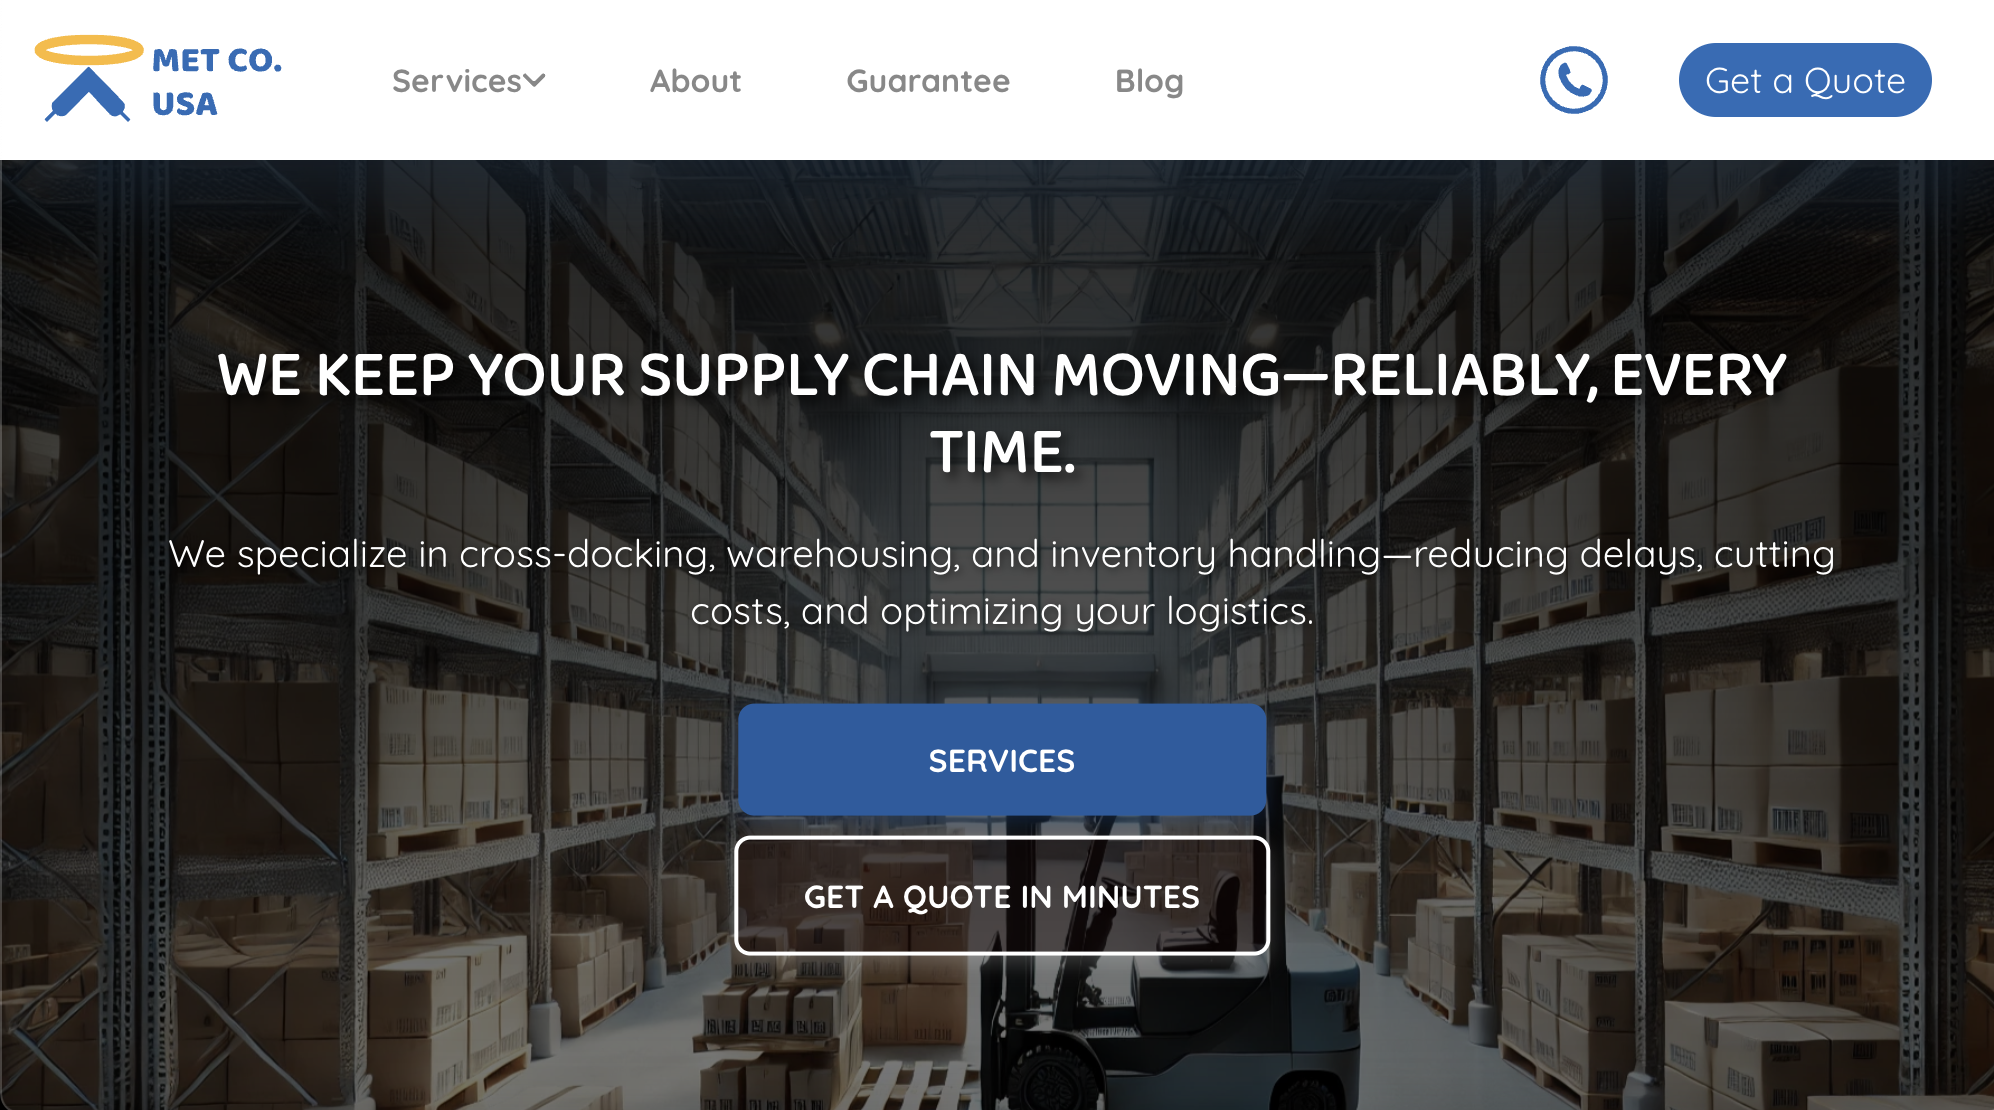 MET CO.
USA
Services
About
Guarantee
Blog
Get a Quote
WE KEEP YOUR SUPPLY CHAIN MOVING—RELIABLY, EVERY
TIME.
We specialize in cross-docking, warehousing, and inventory handling—reducing delays, cutting
costs, and optimizing your logistics.
SERVICES
GET A QUOTE IN MINUTES